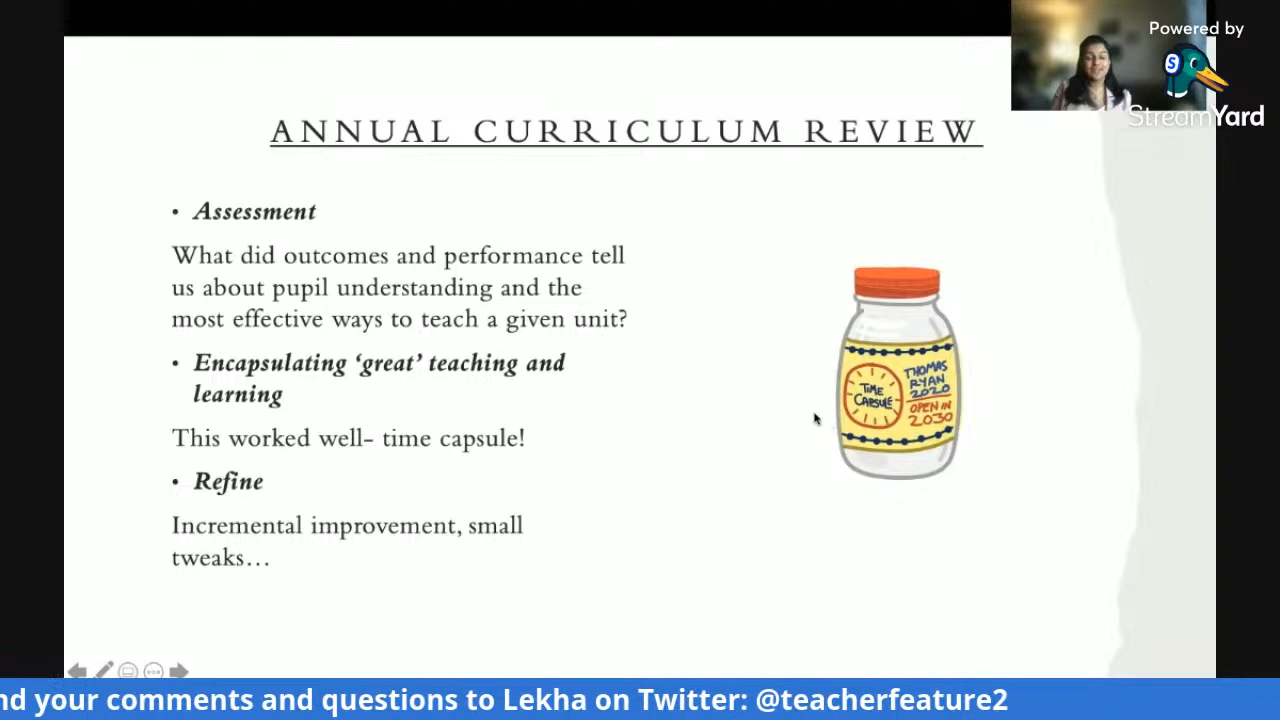 Powered by
S
StreamYard
ANNUAL CURRICULUM REVIEW
• Assessment
What did outcomes and performance tell
us about pupil understanding and the
most effective ways to teach a given unit?
• Encapsulating ‘great’ teaching and
learning
This worked well- time capsule!
• Refine
Incremental improvement, small
tweaks…
TIME
CAPSULE
THOMAS
RYAN
2020
OPEN IN
2030
nd your comments and questions to Lekha on Twitter: @teacherfeature2